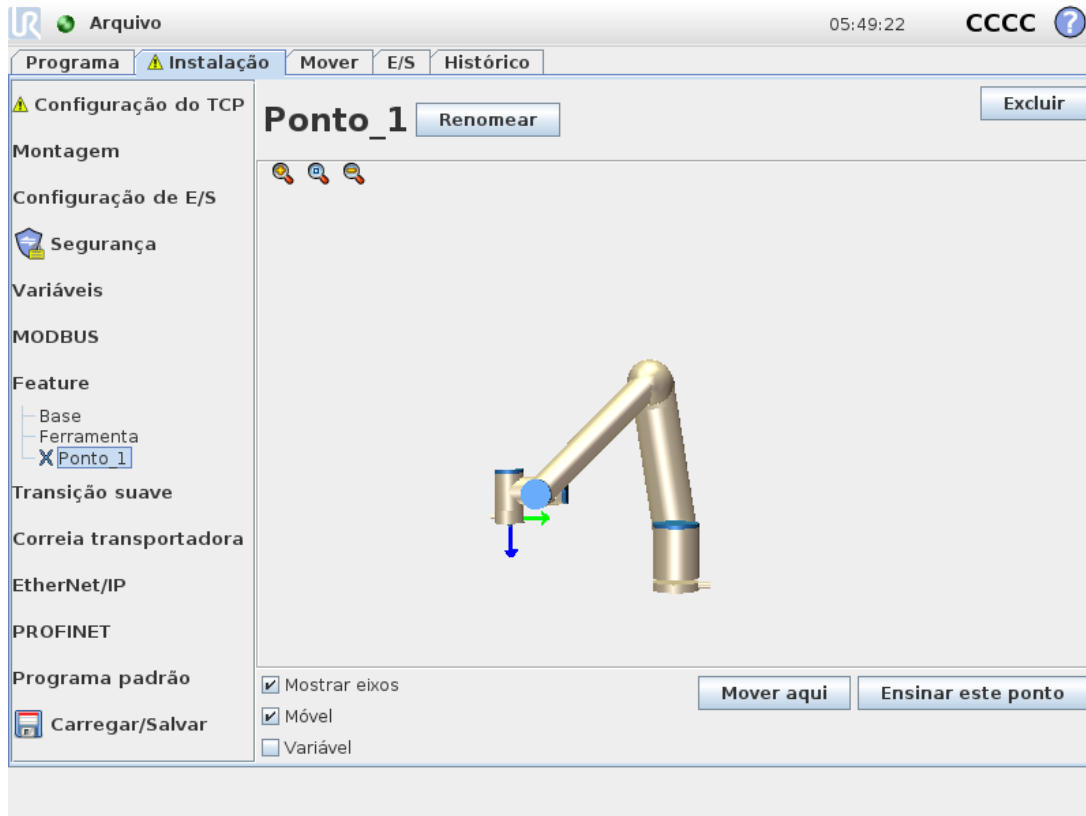 UR Arquivo 05:49:22 CCCC ?
Programa Instalação Mover E/S Histórico
Configuração do TCP
Montagem
Configuração de E/S
Segurança
Variáveis
MODBUS
Feature
Base
Ferramenta
Ponto_1
Transição suave
Correia transportadora
EtherNet/IP
PROFINET
Programa padrão
Carregar/Salvar
Ponto_1 Renomear Excluir
Mostrar eixos
Móvel
Variável
Mover aqui Ensinar este ponto